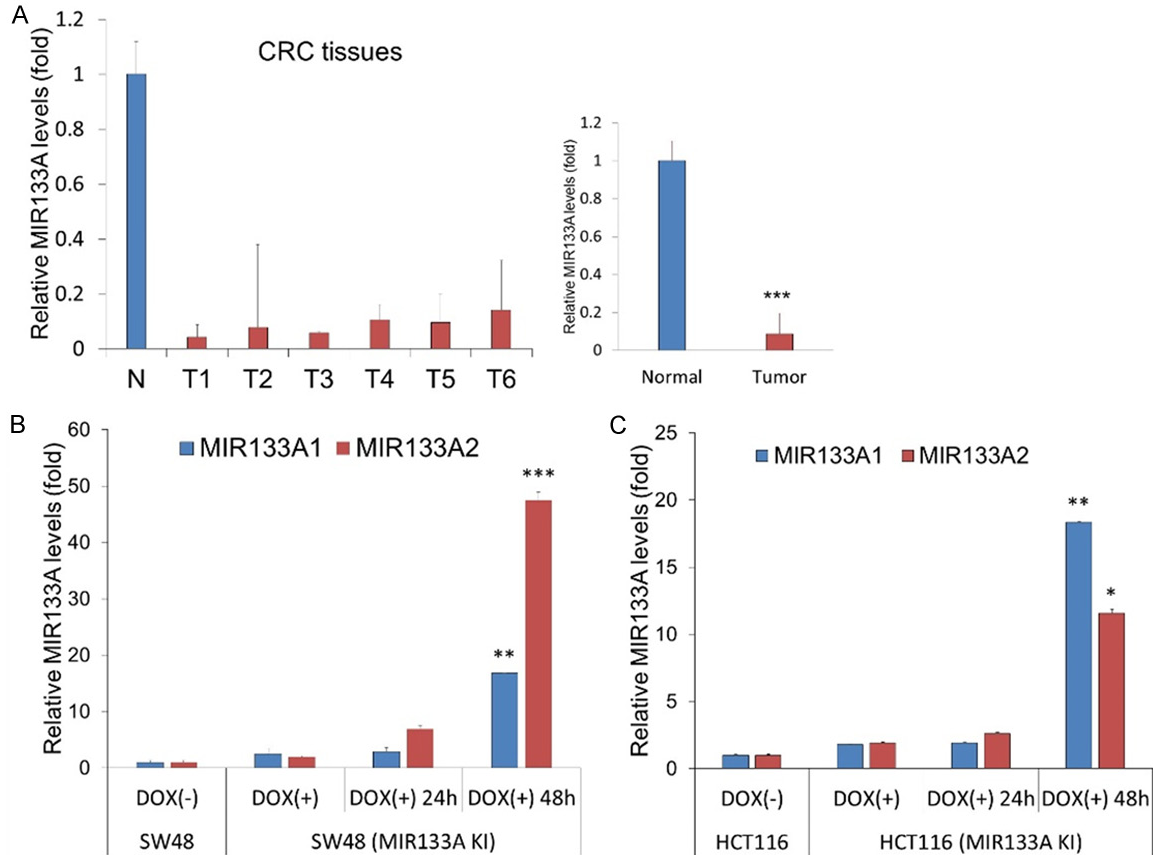 A
CRC tissues
Relative MIR133A levels (fold)
1.2
1
0.8
0.6
0.4
0.2
0
N T1 T2 T3 T4 T5 T6
Relative MIR133A levels (fold)
1.2
1
0.8
0.6
0.4
0.2
0
***
Normal Tumor
B
MIR133A1 MIR133A2
Relative MIR133A levels (fold)
60
50
40
30
20
10
0
**
***
DOX(-) DOX(+) DOX(+) 24h DOX(+) 48h
SW48 SW48 (MIR133A KI)
C
MIR133A1 MIR133A2
Relative MIR133A levels (fold)
25
20
15
10
5
0
**
*
DOX(-) DOX(+) DOX(+) 24h DOX(+) 48h
HCT116 HCT116 (MIR133A KI)